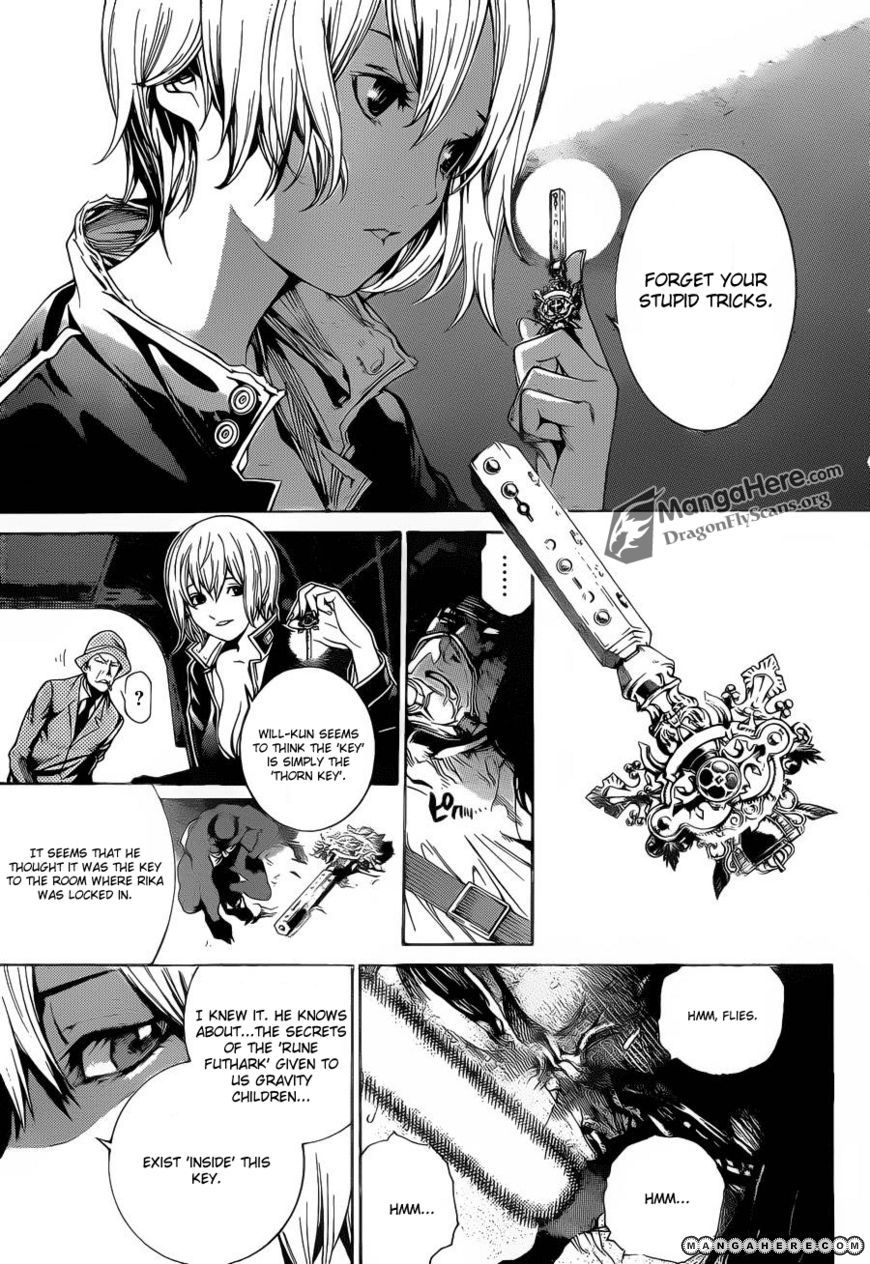 FORGET YOUR
STUPID TRICKS.
MangaHere.com
DragonFlyScans.org
......
?
WILL-KUN SEEMS
TO THINK THE 'KEY'
IS SIMPLY THE
'THORN KEY'.
ピク
IT SEEMS THAT HE
THOUGHT IT WAS THE KEY
TO THE ROOM WHERE RIKA
WAS LOCKED IN.
HMM, FLIES.
I KNEW IT. HE KNOWS
ABOUT...THE SECRETS
OF THE 'RUNE
FUTHARK' GIVEN TO
US GRAVITY
CHILDREN...
EXIST 'INSIDE' THIS
KEY.
HMM...
HMM...
MANGAHERE.COM